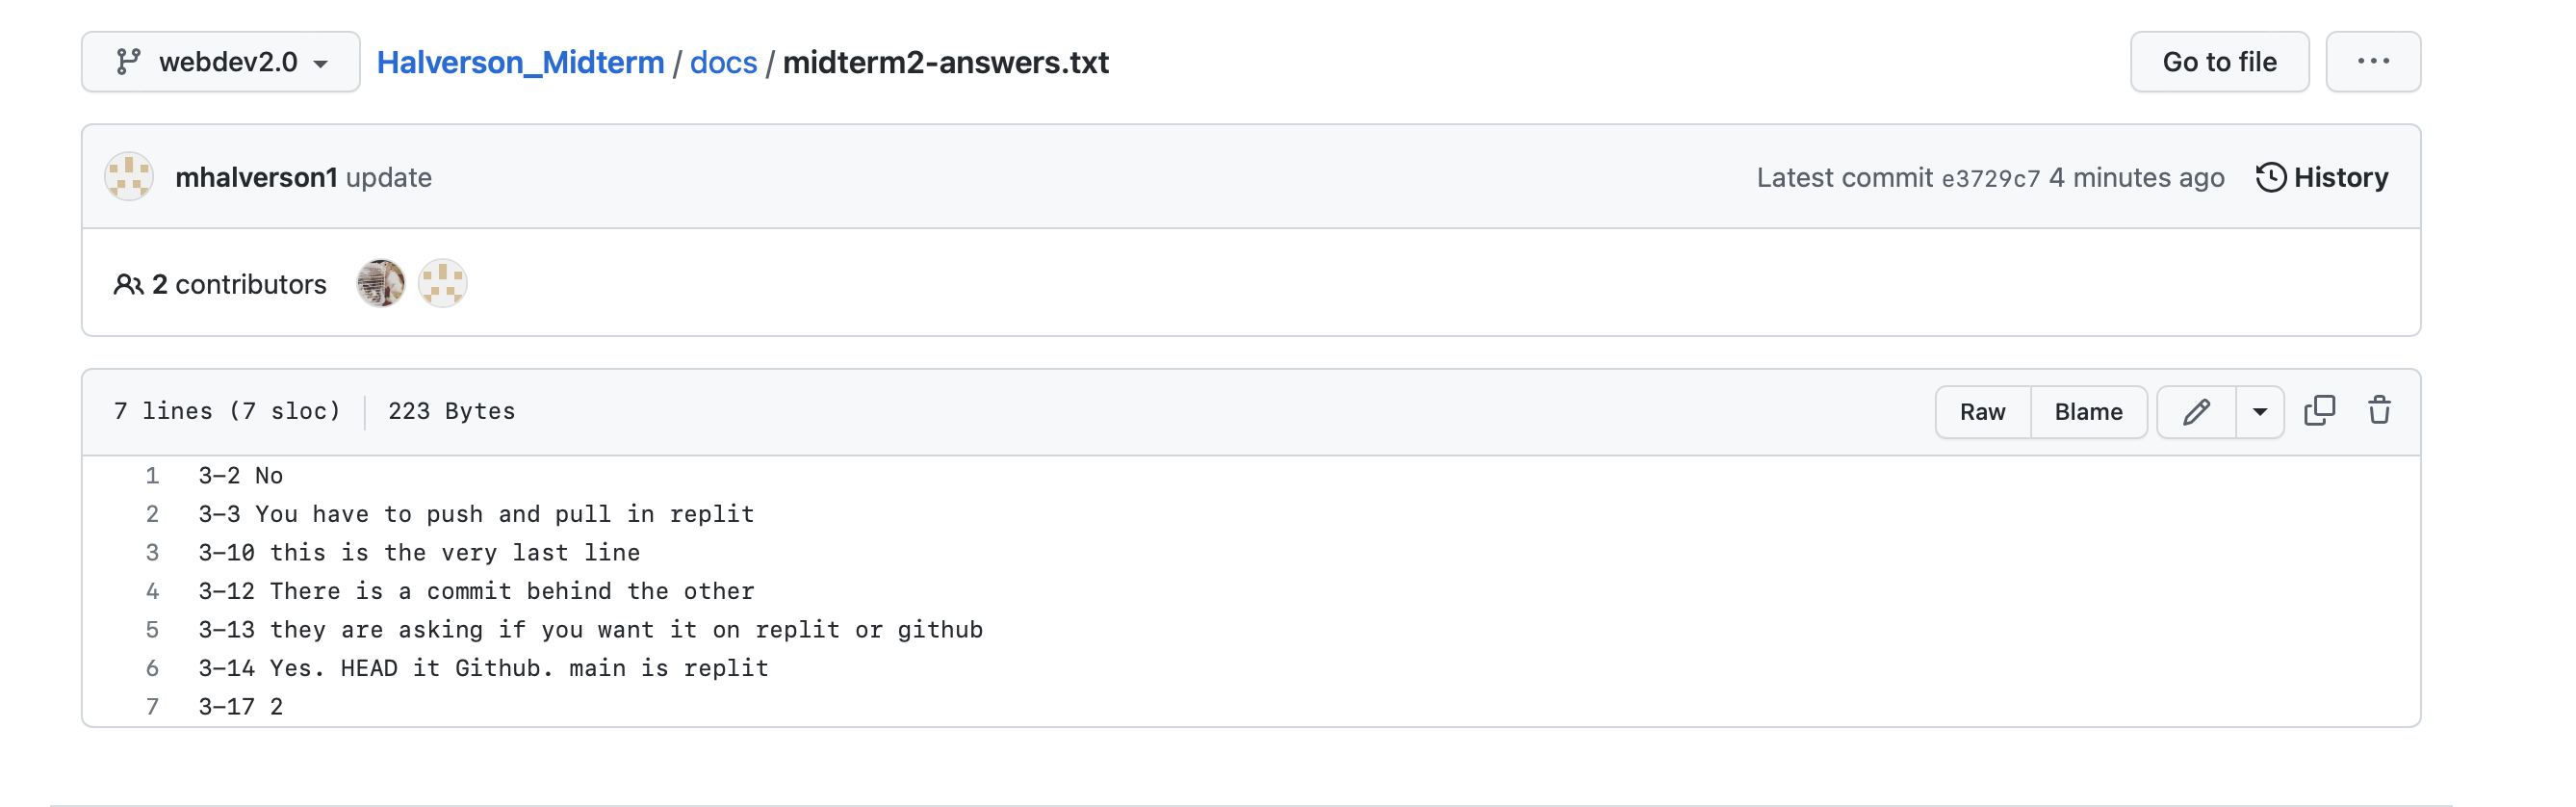 webdev2.0 Halverson_Midterm / docs / midterm2-answers.txt Go to file ...
mhalverson1 update Latest commit e3729c7 4 minutes ago History
2 contributors
7 lines (7 sloc) 223 Bytes Raw Blame
1 3-2 No
2 3-3 You have to push and pull in replit
3 3-10 this is the very last line
4 3-12 There is a commit behind the other
5 3-13 they are asking if you want it on replit or github
6 3-14 Yes. HEAD it Github. main is replit
7 3-17 2